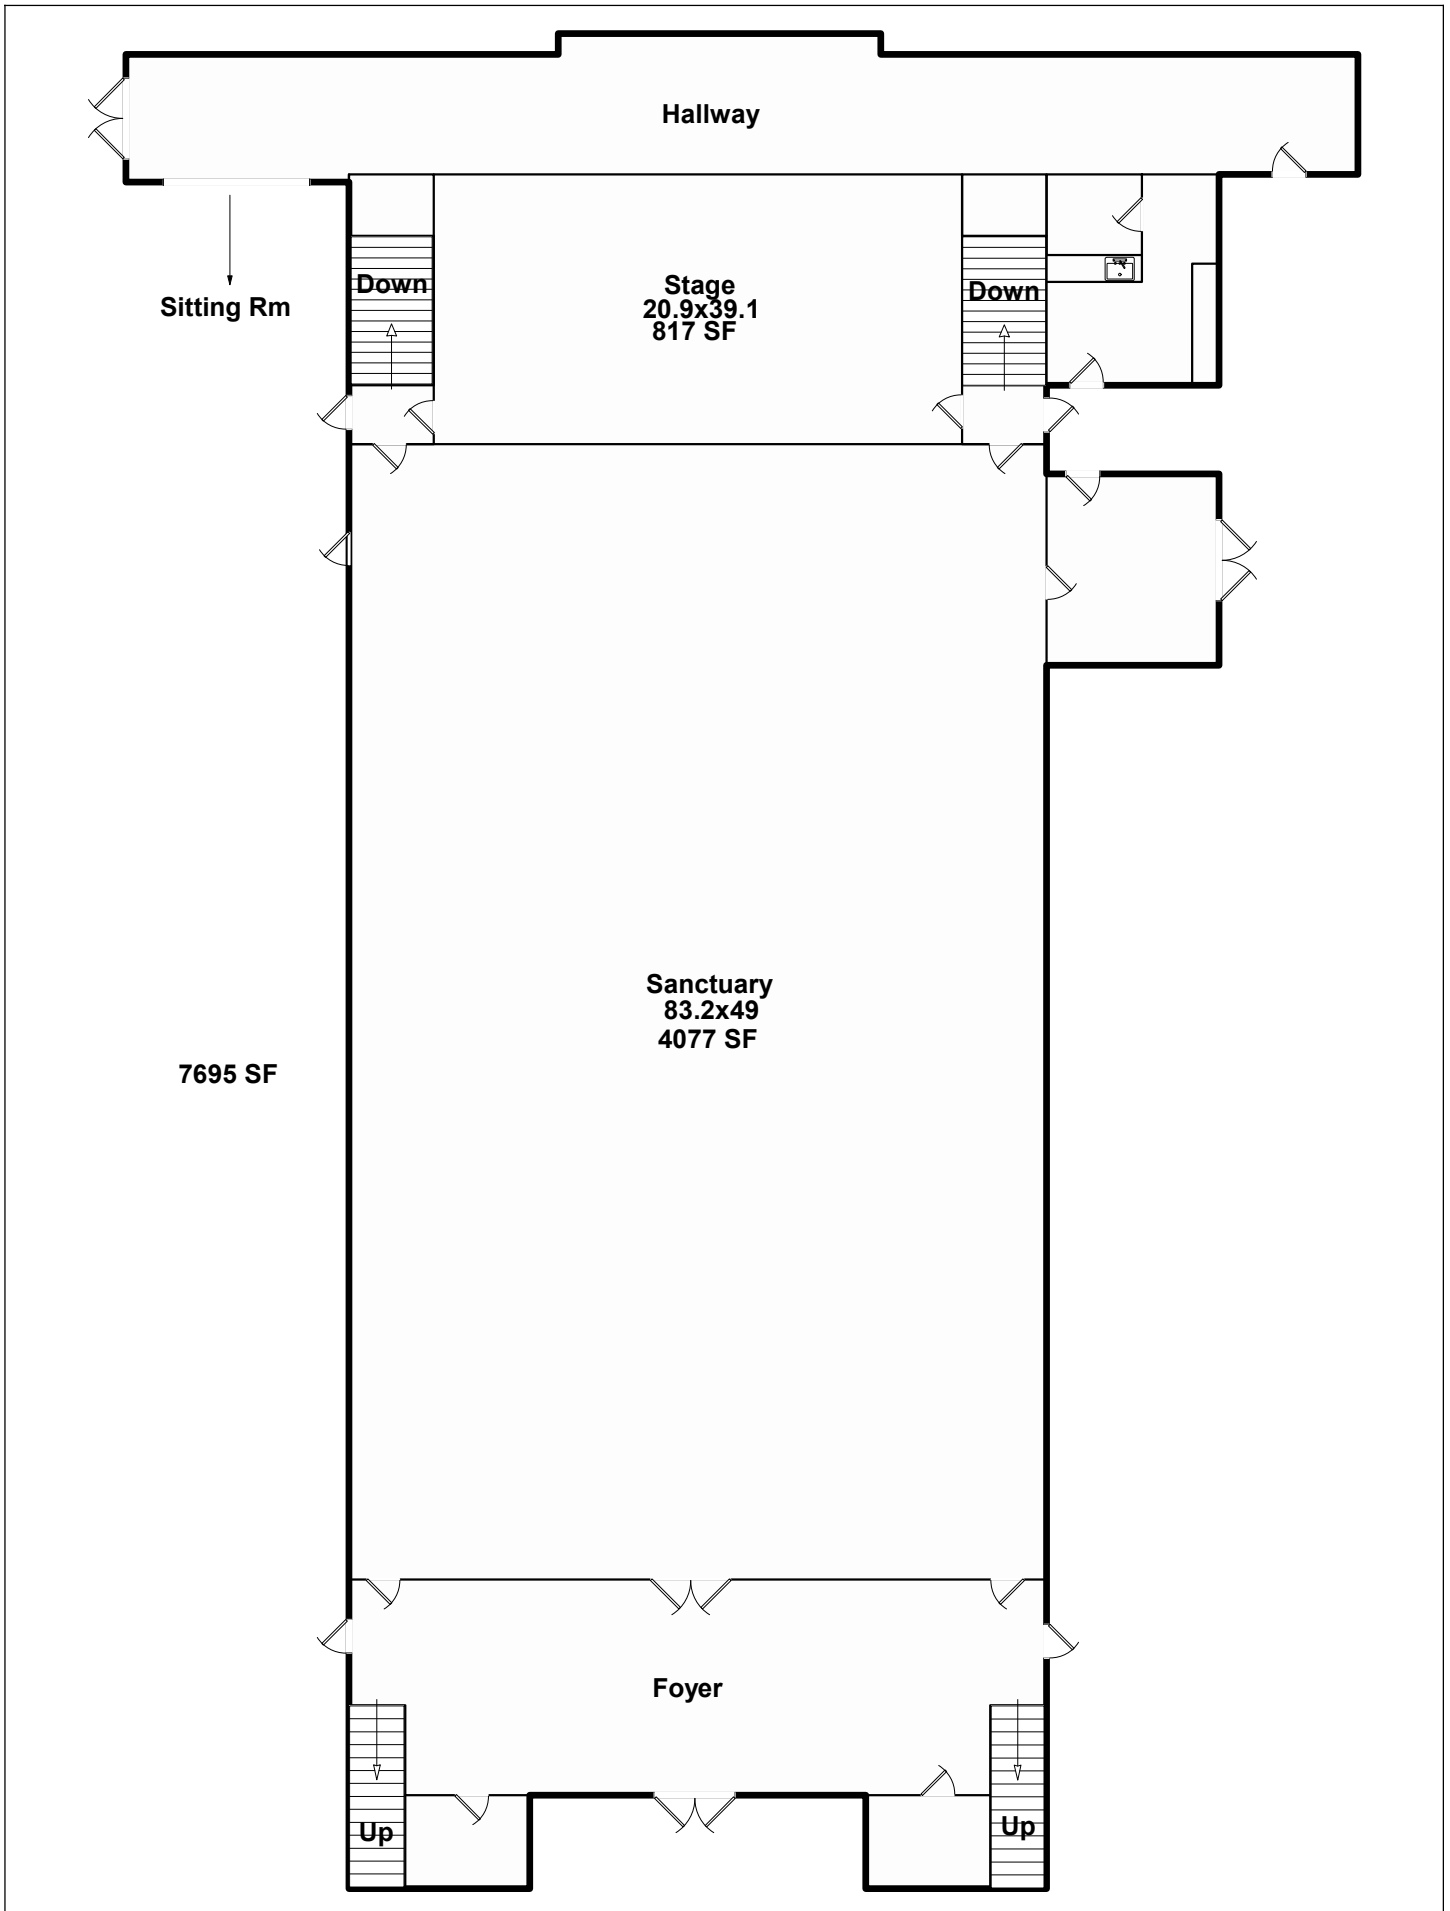 Hallway
Down
Stage
20.9x39.1
817 SF
Down
Sitting Rm
Sanctuary
83.2x49
4077 SF
7695 SF
Foyer
Up
Up